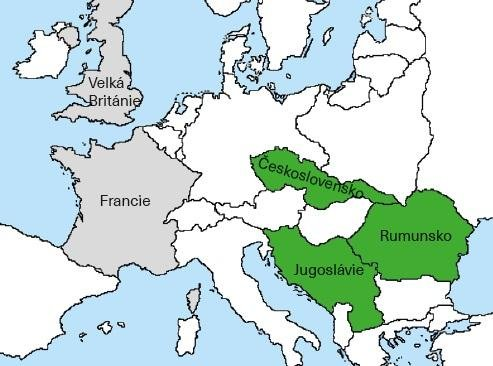 Velká
Británie
Československo
Francie
Rumunsko
Jugoslávie